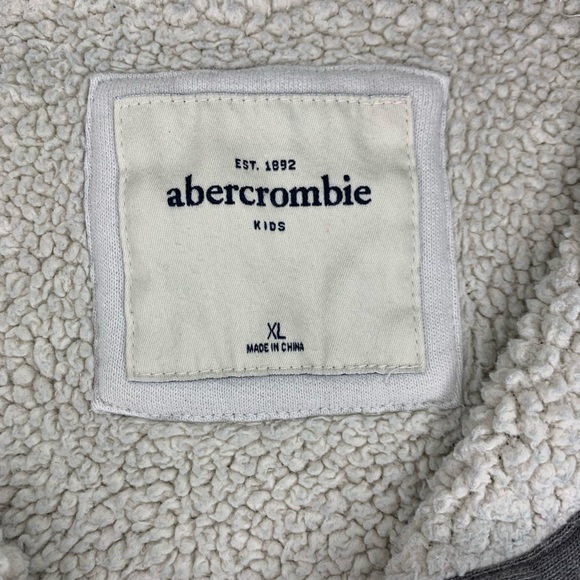 EST. 1892
abercrombie
KIDS
XL
MADE IN CHINA